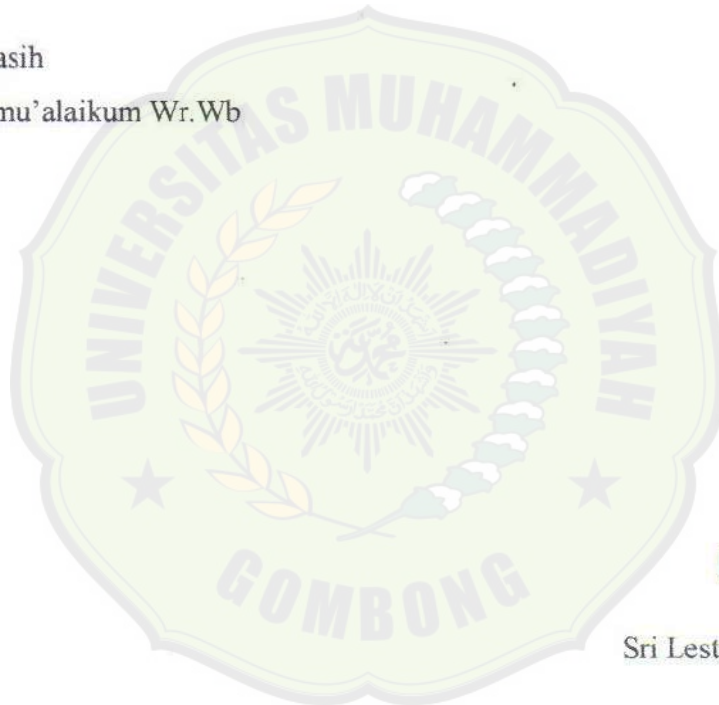 asih
mu'alaikum Wr.Wb
UNIVERSITAS MUHAMMADIYAH
GOMBONG
Sri Lest